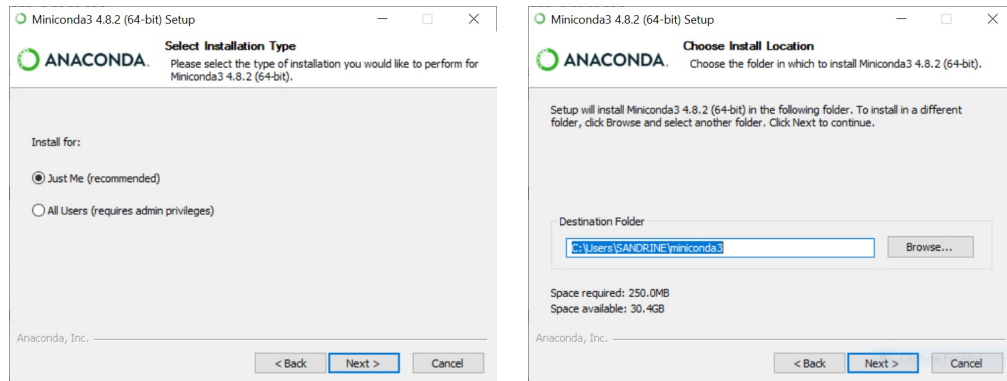 Miniconda3 4.8.2 (64-bit) Setup
ANACONDA.
Select Installation Type
Please select the type of installation you would like to perform for
Miniconda3 4.8.2 (64-bit).
Install for:
Just Me (recommended)
All Users (requires admin privileges)
Anaconda, Inc.
< Back
Next >
Cancel
Miniconda3 4.8.2 (64-bit) Setup
ANACONDA.
Choose Install Location
Choose the folder in which to install Miniconda3 4.8.2 (64-bit).
Setup will install Miniconda3 4.8.2 (64-bit) in the following folder. To install in a different
folder, click Browse and select another folder. Click Next to continue.
Destination Folder
C:\Users\SANDRINE\miniconda3
Browse...
Space required: 250.0MB
Space available: 30.4GB
Anaconda, Inc.
< Back
Next >
Cancel